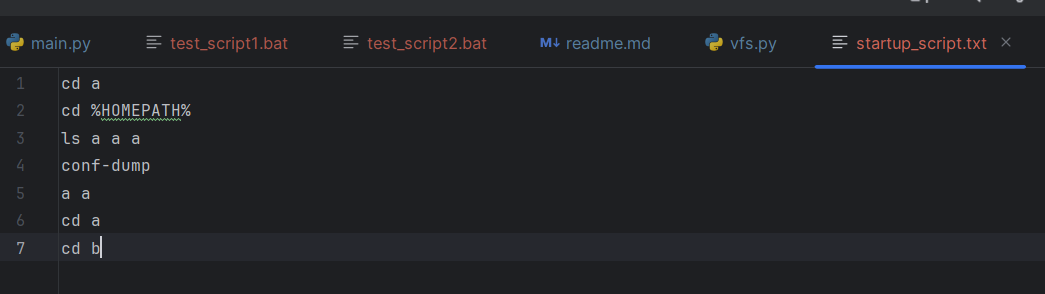 main.py test_script1.bat test_script2.bat M↓ readme.md vfs.py startup_script.txt
1 cd a
2 cd %HOMEPATH%
3 ls a a a
4 conf-dump
5 a a
6 cd a
7 cd b